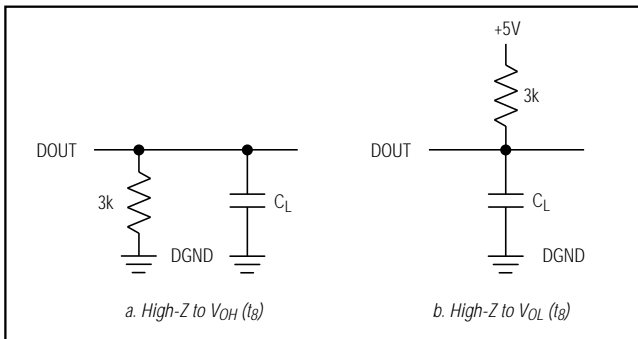 +5V
3k
DOUT
DOUT
3k
C_L
C_L
DGND
DGND
a. High-Z to V_OH (t_8)
b. High-Z to V_OL (t_8)